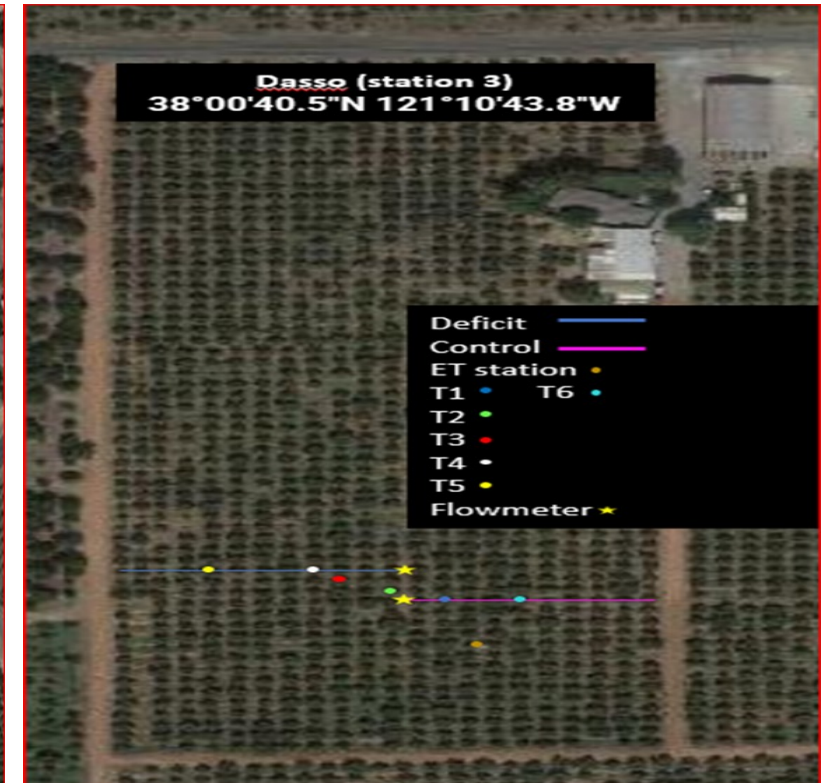 Dasso (station 3)
38°00'40.5"N 121°10'43.8"W
Deficit
Control
ET station
T1 T6
T2
T3
T4
T5
Flowmeter